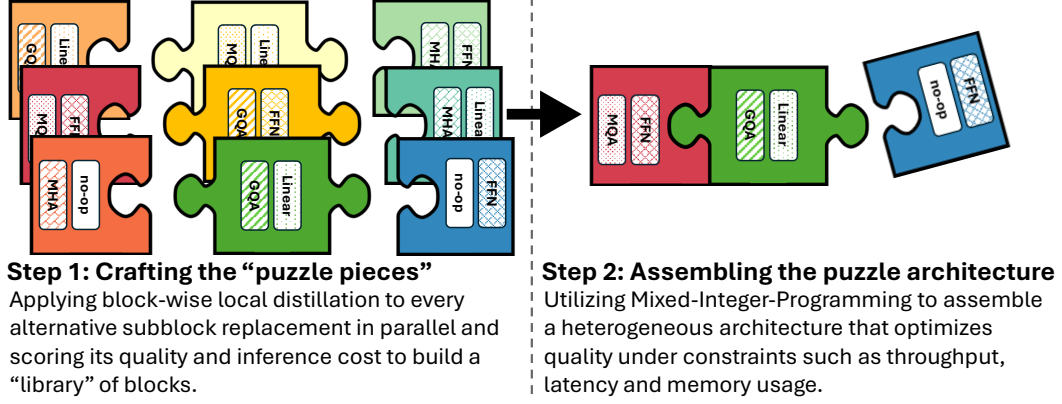 GQA
MQA
FFN
MHA
no-op
GQA
FFN
GQA
Linear
MHA
FFN
MHA
Linear
no-op
FFN
MQA
FFN
GQA
Linear
no-op
FFN
Step 1: Crafting the “puzzle pieces”
Applying block-wise local distillation to every
alternative subblock replacement in parallel and
scoring its quality and inference cost to build a
“library” of blocks.
Step 2: Assembling the puzzle architecture
Utilizing Mixed-Integer-Programming to assemble
a heterogeneous architecture that optimizes
quality under constraints such as throughput,
latency and memory usage.